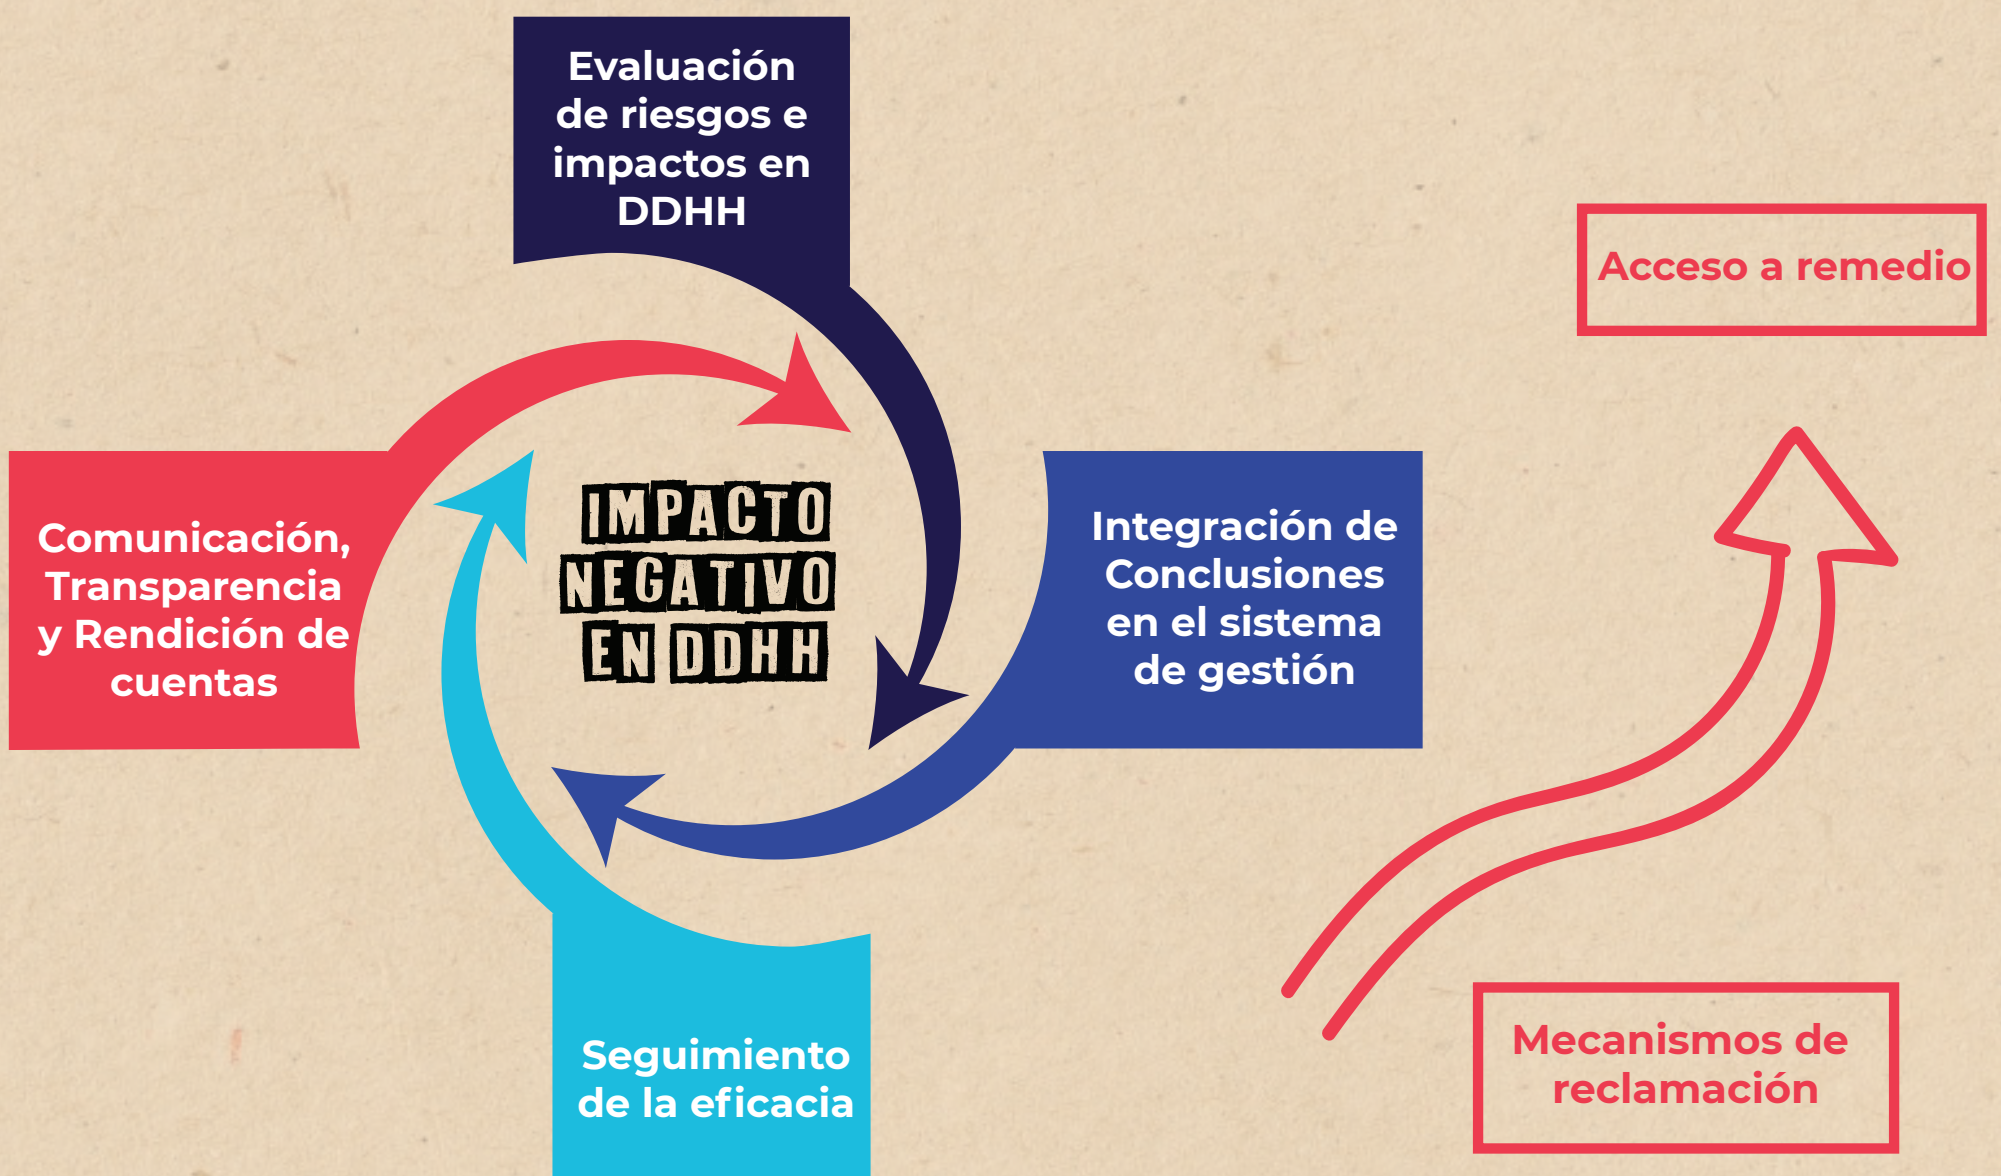 Evaluación
de riesgos e
impactos en
DDHH
Acceso a remedio
Comunicación,
Transparencia
y Rendición de
cuentas
IMPACTO
NEGATIVO
EN DDHH
Integración de
Conclusiones
en el sistema
de gestión
Seguimiento
de la eficacia
Mecanismos de
reclamación